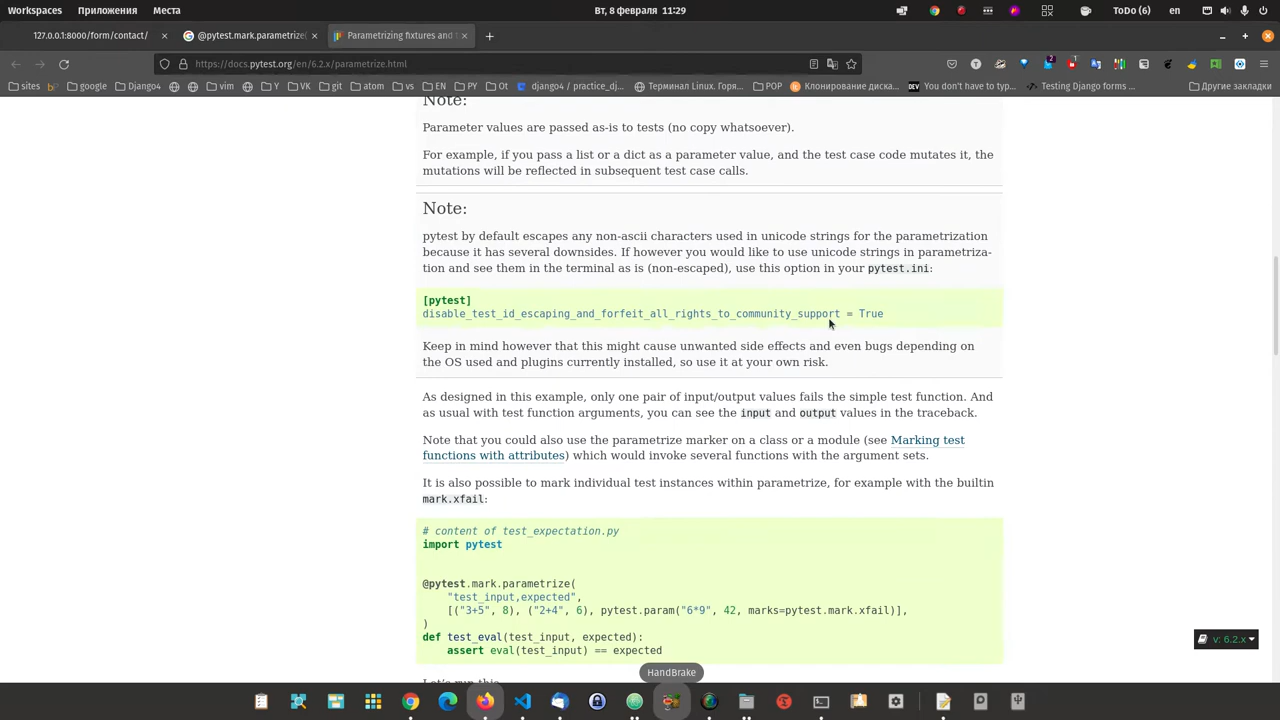 Workspaces Приложения Места Вт, 8 февраля 11:29 ToDo (6) en
127.0.0.1:8000/form/contact/ @pytest.mark.parametrize( Parametrizing fixtures and
https://docs.pytest.org/en/6.2.x/parametrize.html
sites google Django4 vim Y VK git atom vs EN PY Ot django4 / practice_dj... Терминал Linux. Горя... POP Клонирование диска... DEV You don't have to typ... Testing Django forms ... Другие закладки
Note:
Parameter values are passed as-is to tests (no copy whatsoever).
For example, if you pass a list or a dict as a parameter value, and the test case code mutates it, the
mutations will be reflected in subsequent test case calls.
Note:
pytest by default escapes any non-ascii characters used in unicode strings for the parametrization
because it has several downsides. If however you would like to use unicode strings in parametriza-
tion and see them in the terminal as is (non-escaped), use this option in your pytest.ini:
[pytest]
disable_test_id_escaping_and_forfeit_all_rights_to_community_support = True
Keep in mind however that this might cause unwanted side effects and even bugs depending on
the OS used and plugins currently installed, so use it at your own risk.
As designed in this example, only one pair of input/output values fails the simple test function. And
as usual with test function arguments, you can see the input and output values in the traceback.
Note that you could also use the parametrize marker on a class or a module (see Marking test
functions with attributes) which would invoke several functions with the argument sets.
It is also possible to mark individual test instances within parametrize, for example with the builtin
mark.xfail:
# content of test_expectation.py
import pytest
@pytest.mark.parametrize(
"test_input,expected",
[("3+5", 8), ("2+4", 6), pytest.param("6*9", 42, marks=pytest.mark.xfail)],
)
def test_eval(test_input, expected):
assert eval(test_input) == expected
v: 6.2.x
HandBrake
Let's run this